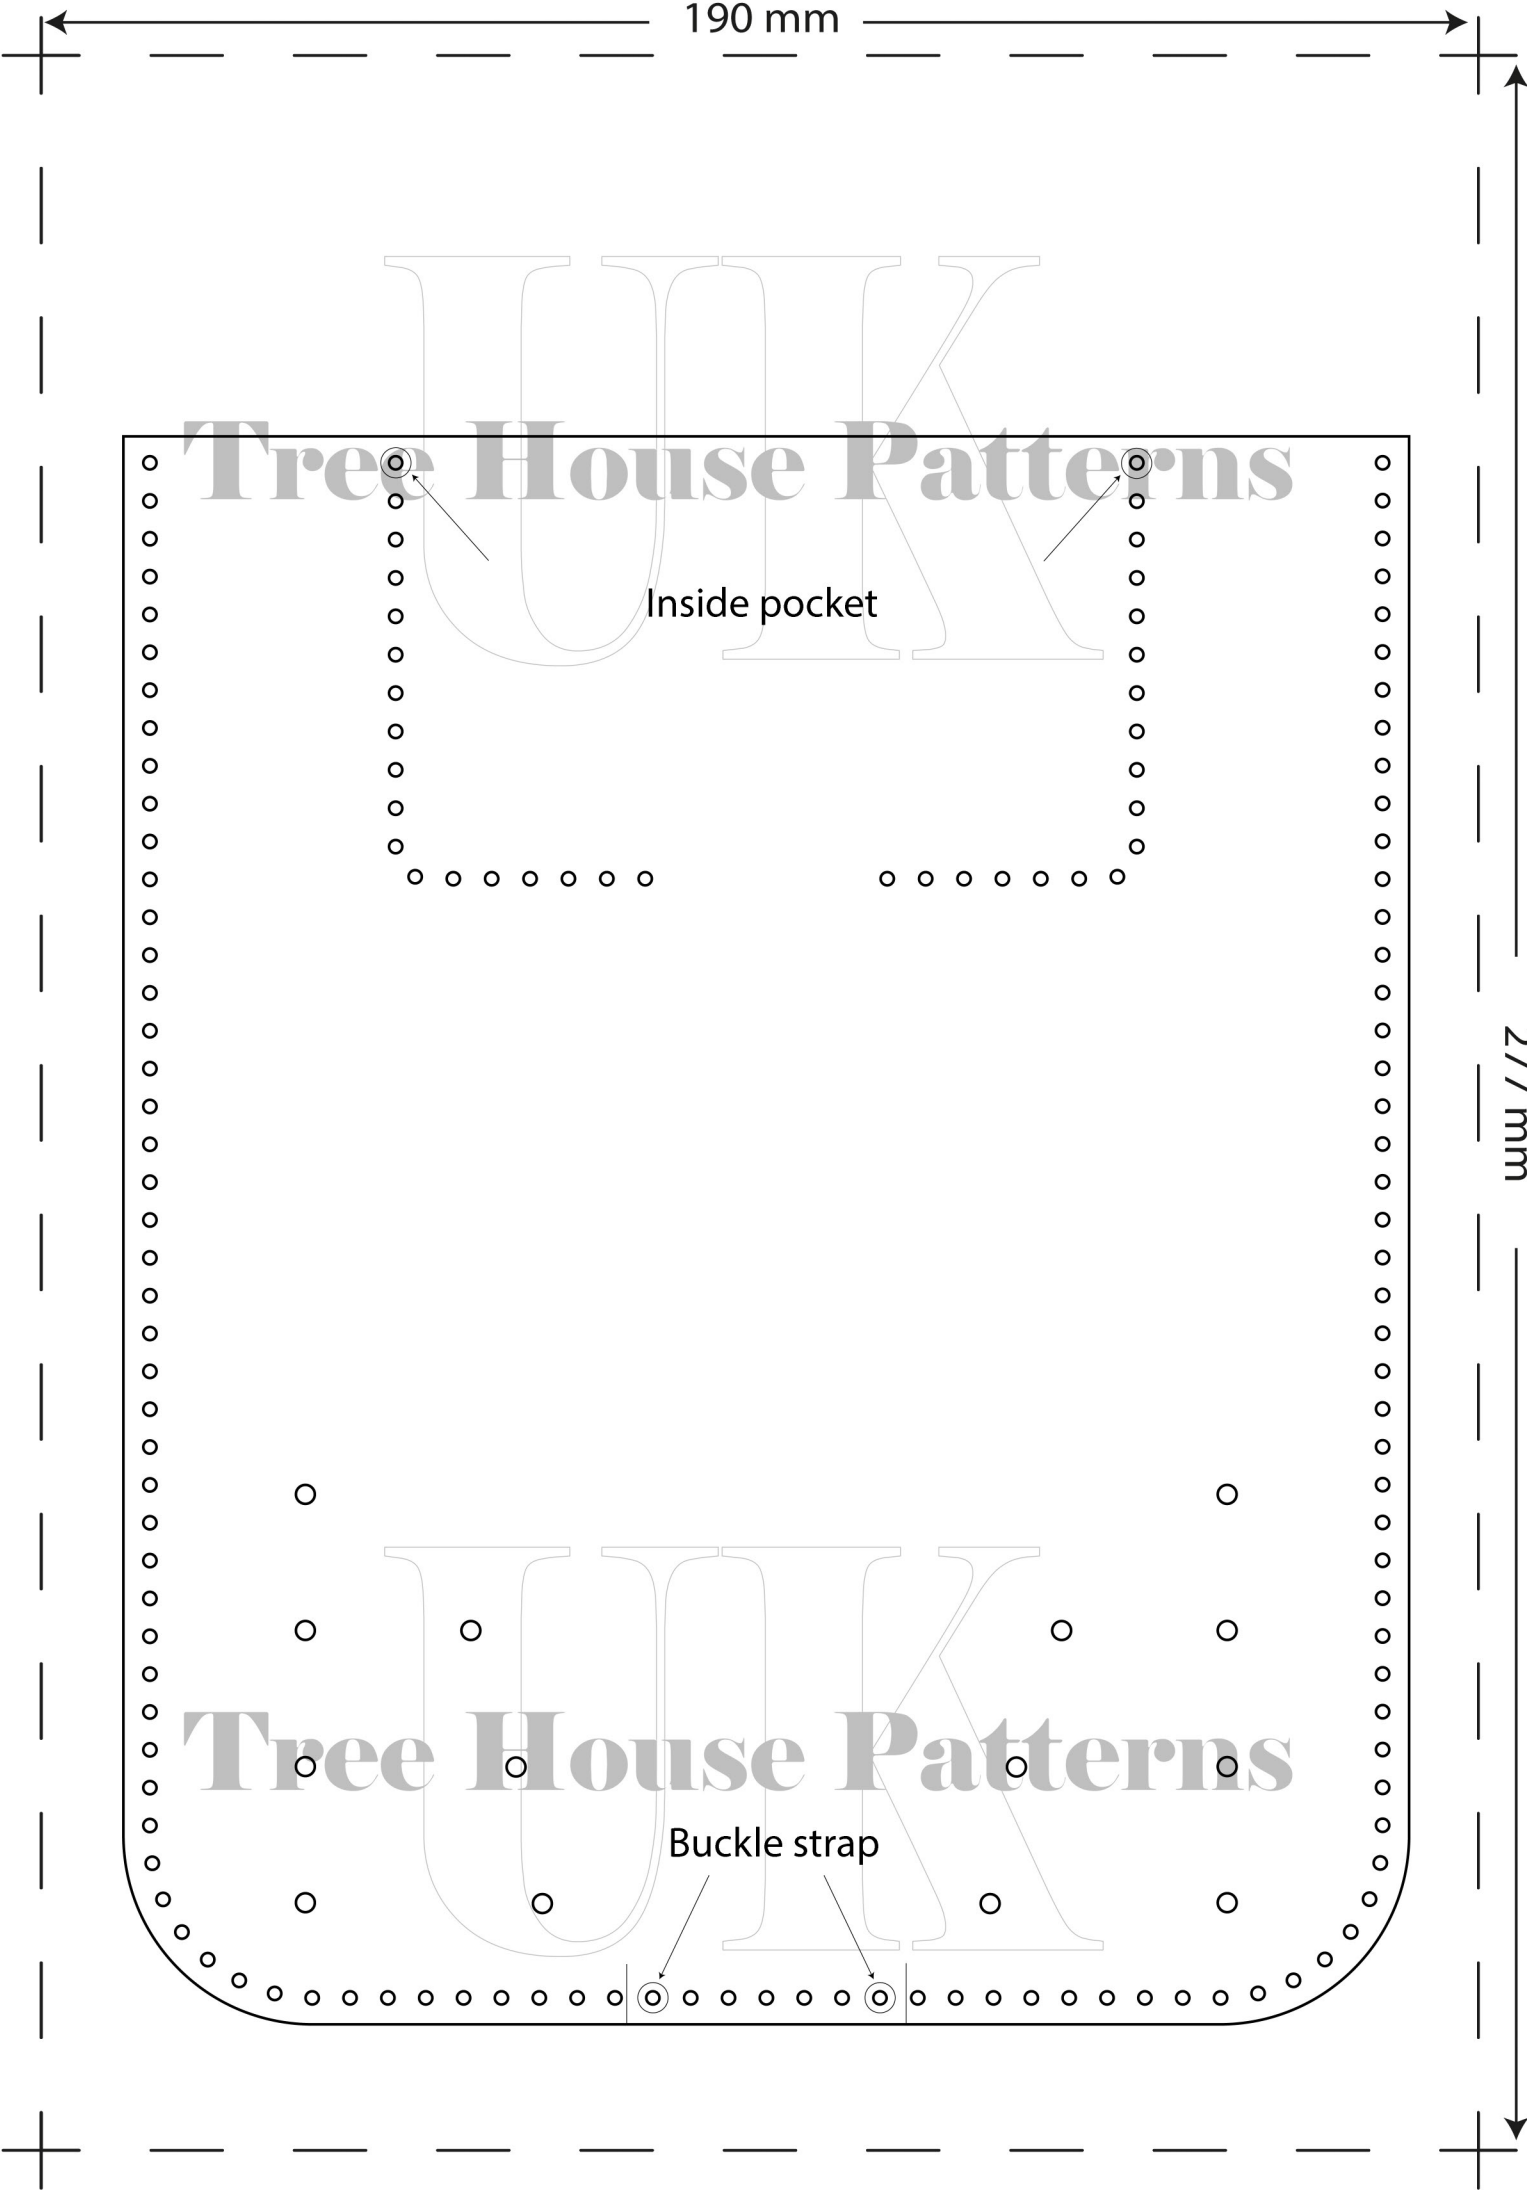 190 mm
UK
Tree House Patterns
Inside pocket
277 mm
UK
Tree House Patterns
Buckle strap